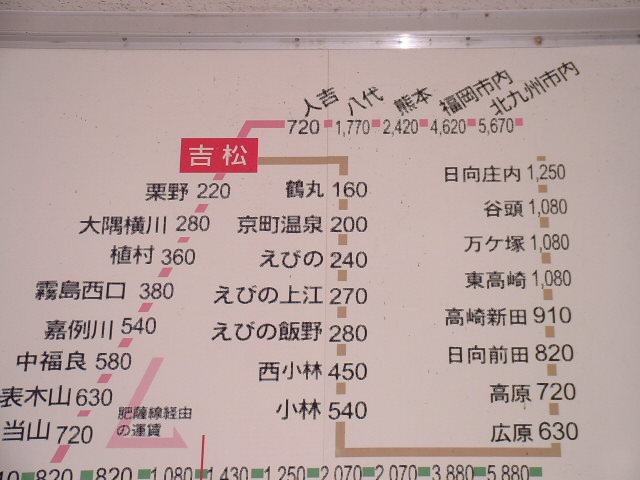 人吉 八代 熊本 福岡市内 北九州市内
720 1,770 2,420 4,620 5,670
吉松
栗野 220
大隅横川 280
植村 360
霧島西口 380
嘉例川 540
中福良 580
表木山 630
当山 720
肥薩線経由
の運賃
鶴丸 160
京町温泉 200
えびの 240
えびの上江 270
えびの飯野 280
西小林 450
小林 540
日向庄内 1,250
谷頭 1,080
万ケ塚 1,080
東高崎 1,080
高崎新田 910
日向前田 820
高原 720
広原 630
820 820 1,080 1,430 1,250 2,070 2,070 3,880 5,880